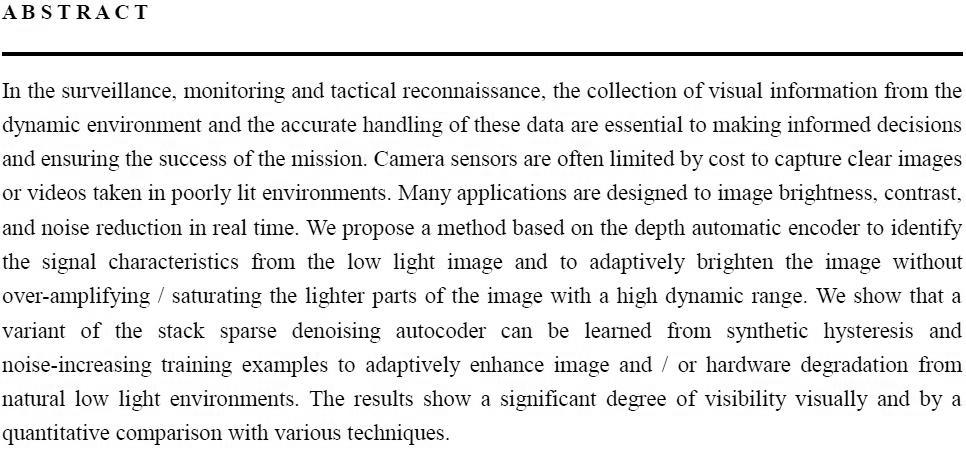 ABSTRACT
In the surveillance, monitoring and tactical reconnaissance, the collection of visual information from the
dynamic environment and the accurate handling of these data are essential to making informed decisions
and ensuring the success of the mission. Camera sensors are often limited by cost to capture clear images
or videos taken in poorly lit environments. Many applications are designed to image brightness, contrast,
and noise reduction in real time. We propose a method based on the depth automatic encoder to identify
the signal characteristics from the low light image and to adaptively brighten the image without
over-amplifying / saturating the lighter parts of the image with a high dynamic range. We show that a
variant of the stack sparse denoising autocoder can be learned from synthetic hysteresis and
noise-increasing training examples to adaptively enhance image and / or hardware degradation from
natural low light environments. The results show a significant degree of visibility visually and by a
quantitative comparison with various techniques.